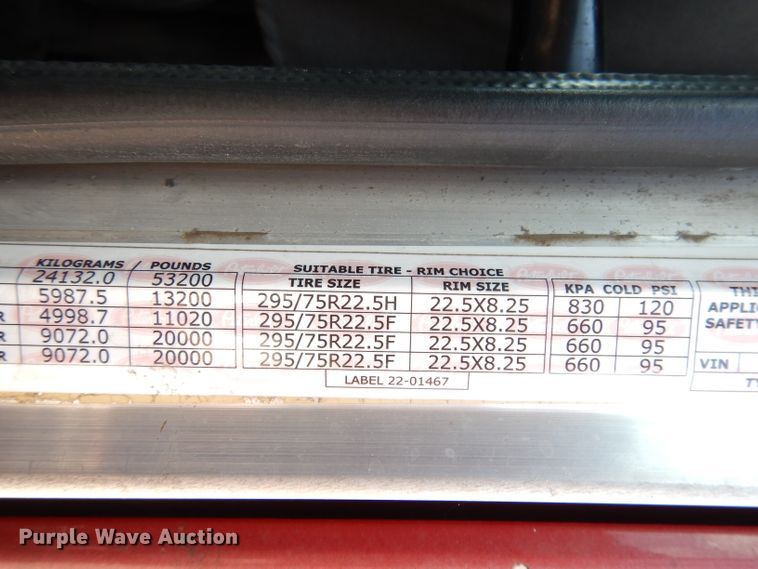 KILOGRAMS / POUNDS SUITABLE TIRE - RIM CHOICE
TIRE SIZE RIM SIZE KPA COLD PSI
24132.0 53200
5987.5 13200 295/75R22.5H 22.5X8.25 830 120
R 4998.7 11020 295/75R22.5F 22.5X8.25 660 95
R 9072.0 20000 295/75R22.5F 22.5X8.25 660 95
R 9072.0 20000 295/75R22.5F 22.5X8.25 660 95
LABEL 22-01467
THI
APPLIC
SAFETY
VIN
TY
Purple Wave Auction